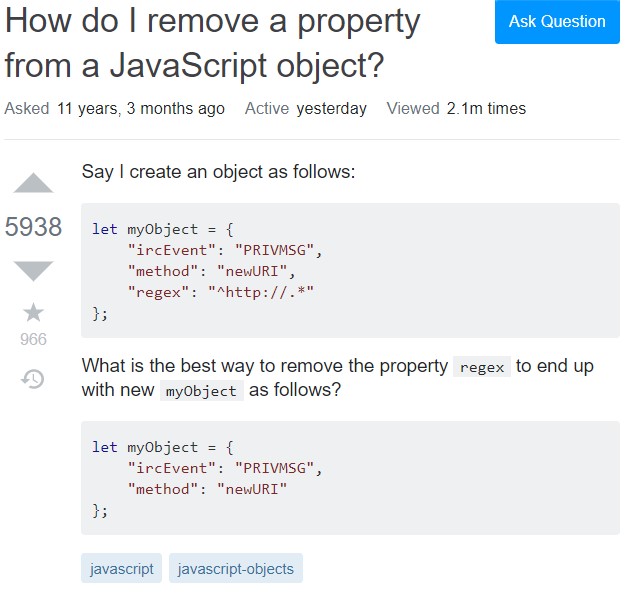 How do I remove a property
from a JavaScript object?
Ask Question
Asked 11 years, 3 months ago Active yesterday Viewed 2.1m times
Say I create an object as follows:
5938
let myObject = {
    "ircEvent": "PRIVMSG",
    "method": "newURI",
    "regex": "^http://.*"
};
966
What is the best way to remove the property regex to end up
with new myObject as follows?
let myObject = {
    "ircEvent": "PRIVMSG",
    "method": "newURI"
};
javascript javascript-objects